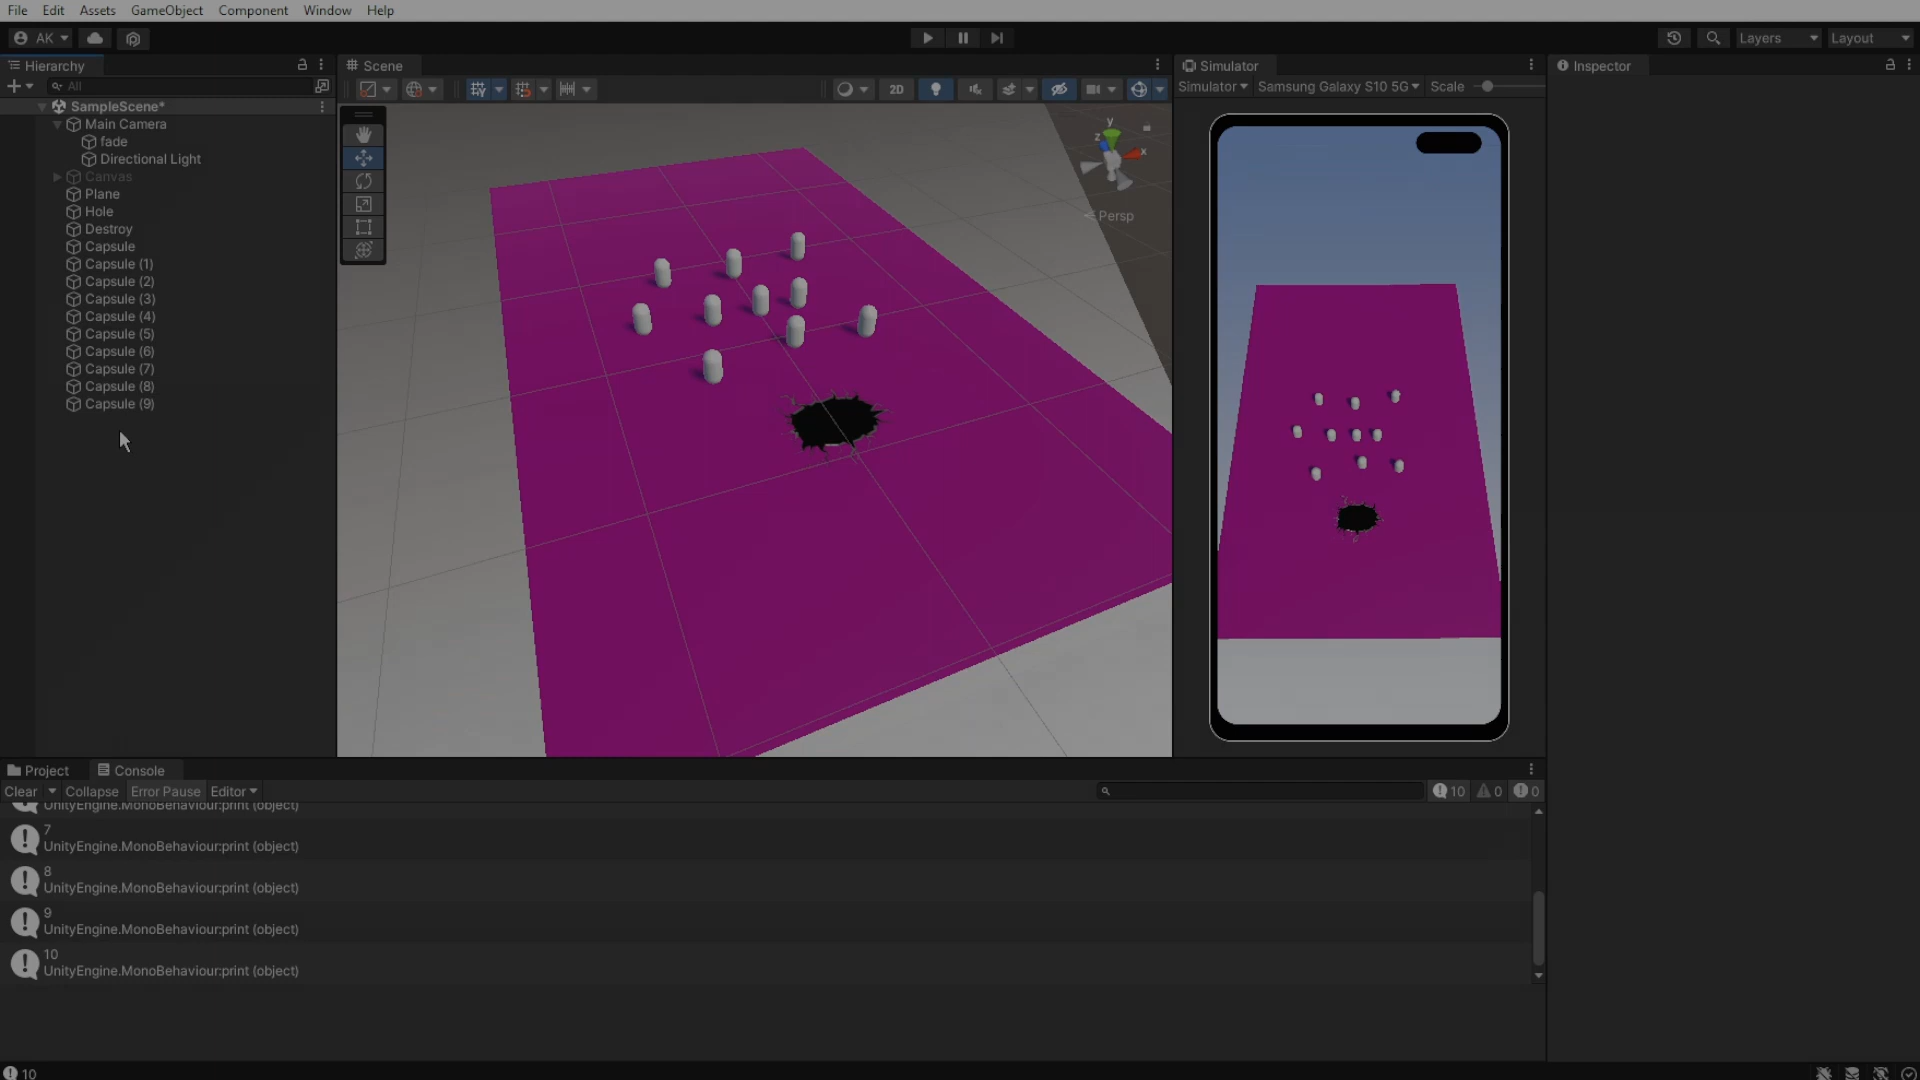 File Edit Assets GameObject Component Window Help
AK
Layers Layout
Hierarchy
All
SampleScene*
Main Camera
fade
Directional Light
Canvas
Plane
Hole
Destroy
Capsule
Capsule (1)
Capsule (2)
Capsule (3)
Capsule (4)
Capsule (5)
Capsule (6)
Capsule (7)
Capsule (8)
Capsule (9)
Scene
2D
y
z
x
Persp
Simulator
Simulator Samsung Galaxy S10 5G Scale
Inspector
Project Console
Clear Collapse Error Pause Editor
10 0 0
UnityEngine.MonoBehaviour:print (object)
7
UnityEngine.MonoBehaviour:print (object)
8
UnityEngine.MonoBehaviour:print (object)
9
UnityEngine.MonoBehaviour:print (object)
10
UnityEngine.MonoBehaviour:print (object)
10